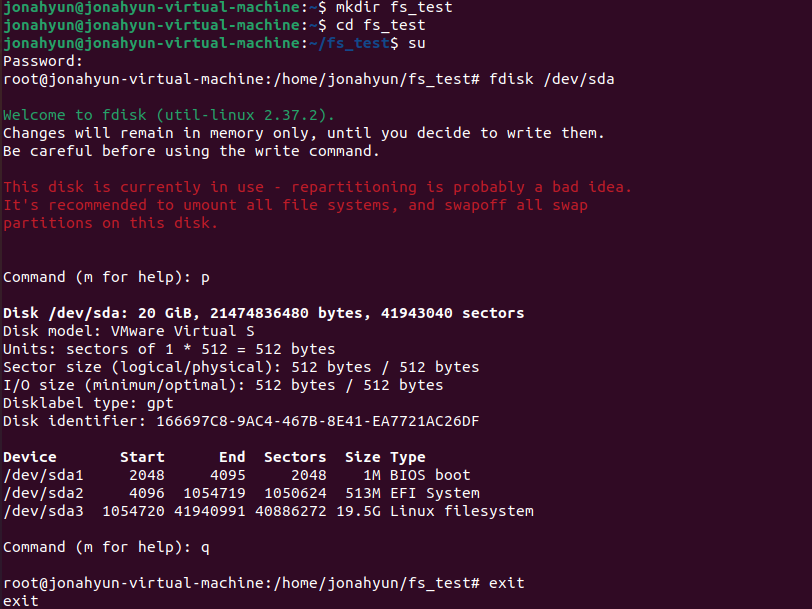 jonahyun@jonahyun-virtual-machine:~$ mkdir fs_test
jonahyun@jonahyun-virtual-machine:~$ cd fs_test
jonahyun@jonahyun-virtual-machine:~/fs_test$ su
Password:
root@jonahyun-virtual-machine:/home/jonahyun/fs_test# fdisk /dev/sda
Welcome to fdisk (util-linux 2.37.2).
Changes will remain in memory only, until you decide to write them.
Be careful before using the write command.
This disk is currently in use - repartitioning is probably a bad idea.
It's recommended to umount all file systems, and swapoff all swap
partitions on this disk.
Command (m for help): p
Disk /dev/sda: 20 GiB, 21474836480 bytes, 41943040 sectors
Disk model: VMware Virtual S
Units: sectors of 1 * 512 = 512 bytes
Sector size (logical/physical): 512 bytes / 512 bytes
I/O size (minimum/optimal): 512 bytes / 512 bytes
Disklabel type: gpt
Disk identifier: 166697C8-9AC4-467B-8E41-EA7721AC26DF
Device Start End Sectors Size Type
/dev/sda1 2048 4095 2048 1M BIOS boot
/dev/sda2 4096 1054719 1050624 513M EFI System
/dev/sda3 1054720 41940991 40886272 19.5G Linux filesystem
Command (m for help): q
root@jonahyun-virtual-machine:/home/jonahyun/fs_test# exit
exit